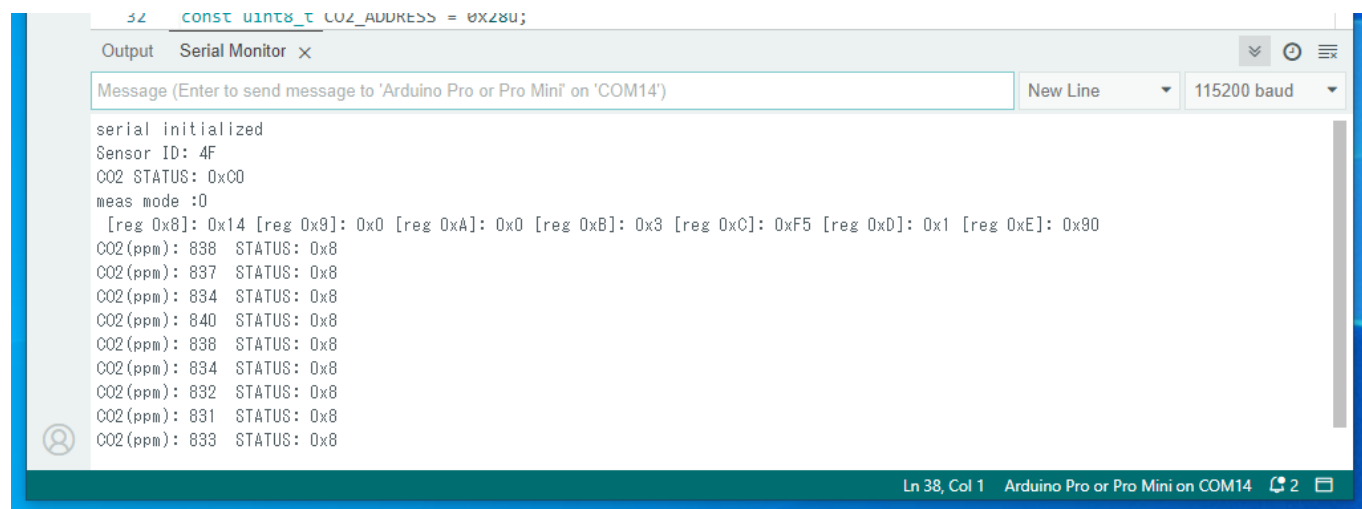 32 const uint8_t CO2_ADDRESS = 0x28u;
Output Serial Monitor ×
Message (Enter to send message to 'Arduino Pro or Pro Mini' on 'COM14') New Line 115200 baud
serial initialized
Sensor ID: 4F
CO2 STATUS: 0xC0
meas mode :0
[reg 0x8]: 0x14 [reg 0x9]: 0x0 [reg 0xA]: 0x0 [reg 0xB]: 0x3 [reg 0xC]: 0xF5 [reg 0xD]: 0x1 [reg 0xE]: 0x90
CO2(ppm): 838 STATUS: 0x8
CO2(ppm): 837 STATUS: 0x8
CO2(ppm): 834 STATUS: 0x8
CO2(ppm): 840 STATUS: 0x8
CO2(ppm): 838 STATUS: 0x8
CO2(ppm): 834 STATUS: 0x8
CO2(ppm): 832 STATUS: 0x8
CO2(ppm): 831 STATUS: 0x8
CO2(ppm): 833 STATUS: 0x8
Ln 38, Col 1 Arduino Pro or Pro Mini on COM14 2